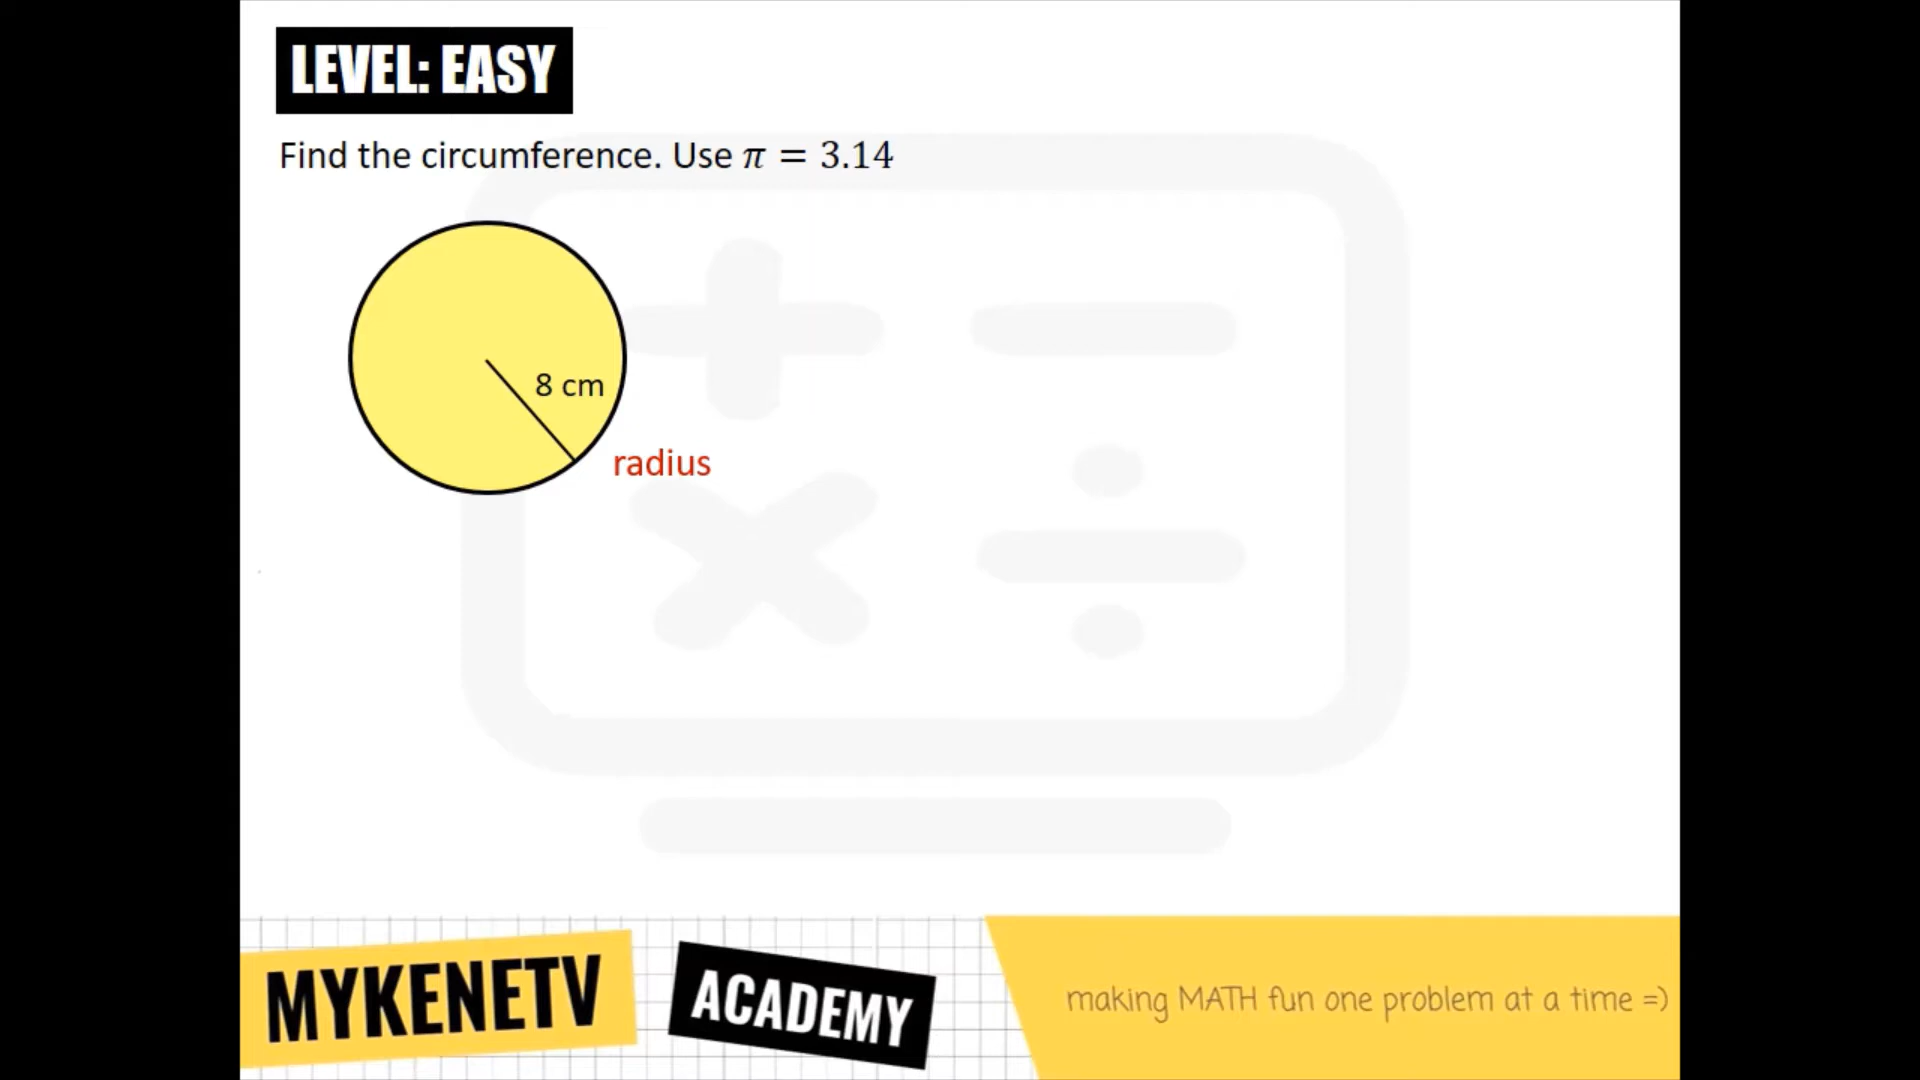 LEVEL: EASY
Find the circumference. Use π = 3.14
8 cm
radius
MYKENETV ACADEMY
making MATH fun one problem at a time =)